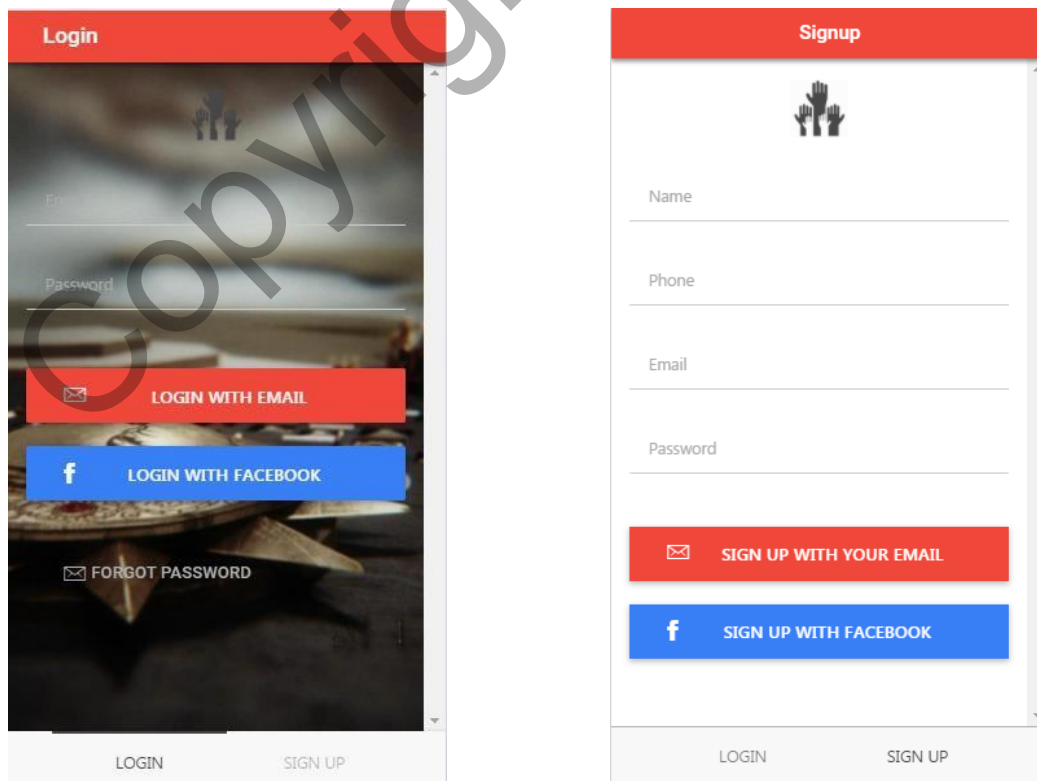 Login
Password
LOGIN WITH EMAIL
f LOGIN WITH FACEBOOK
FORGOT PASSWORD
LOGIN SIGN UP
Signup
Name
Phone
Email
Password
SIGN UP WITH YOUR EMAIL
f SIGN UP WITH FACEBOOK
LOGIN SIGN UP
Copyrig